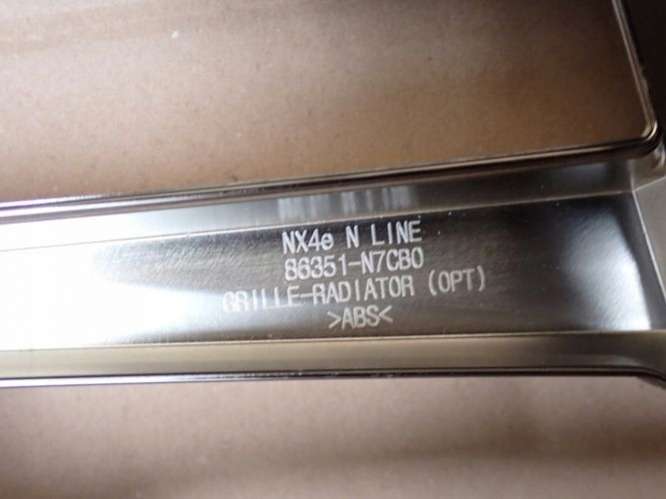 NX4e N LINE
86351-N7CB0
GRILLE-RADIATOR (OPT)
>ABS<